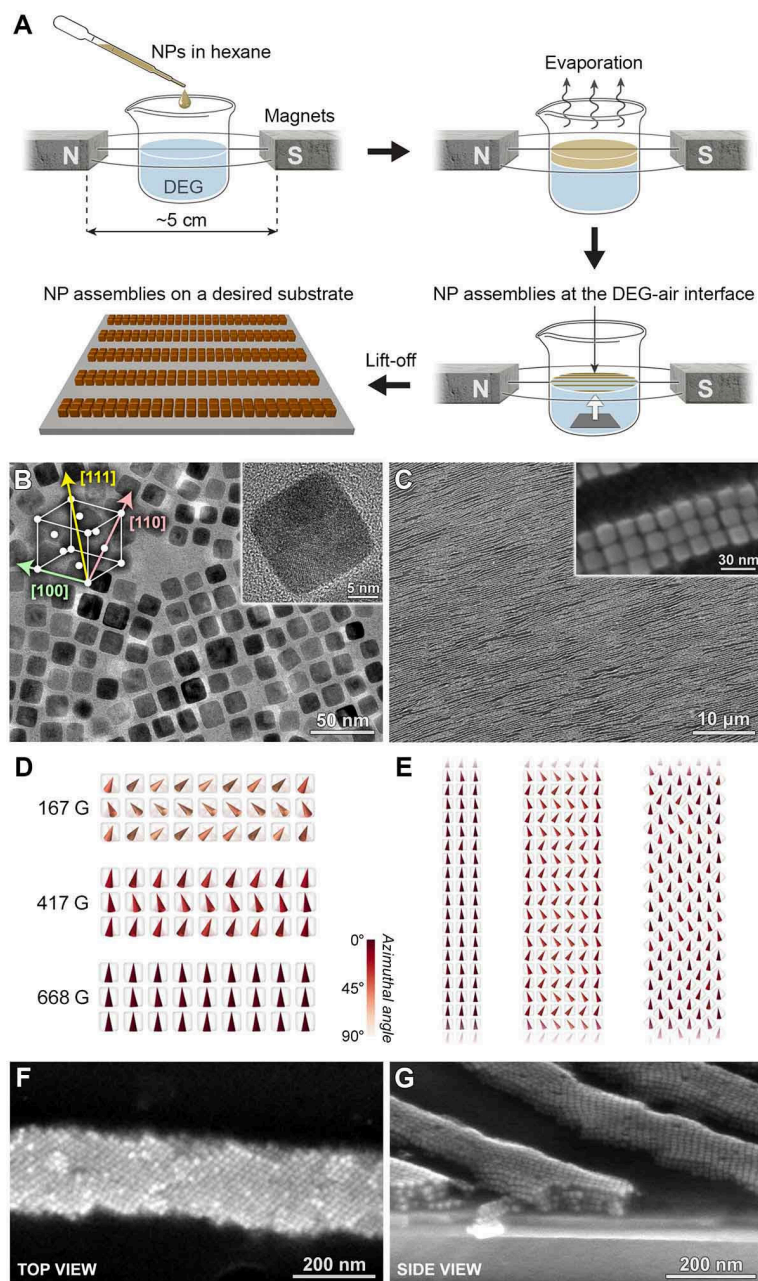 A
NPs in hexane
Evaporation
Magnets
N
S
N
S
DEG
~5 cm
NP assemblies on a desired substrate
NP assemblies at the DEG-air interface
Lift-off
N
S
B
[111]
[110]
[100]
5 nm
50 nm
C
30 nm
10 µm
D
E
167 G
417 G
668 G
0°
45°
90°
Azimuthal angle
F
TOP VIEW
200 nm
G
SIDE VIEW
200 nm